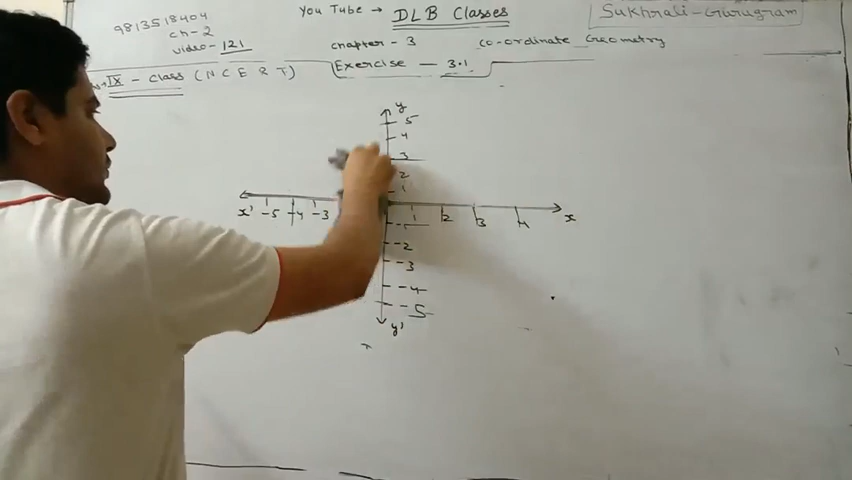 9813518404
ch-2
video-121
You Tube → DLB Classes
Sukhrali-Gurugram
chapter-3 co-ordinate Geometry
IX-Class (NCERT)
Exercise — 3.1
y
5
4
3
2
1
x' -5 -4 -3 1 2 3 4 x
-1
-2
-3
-4
-5
y'